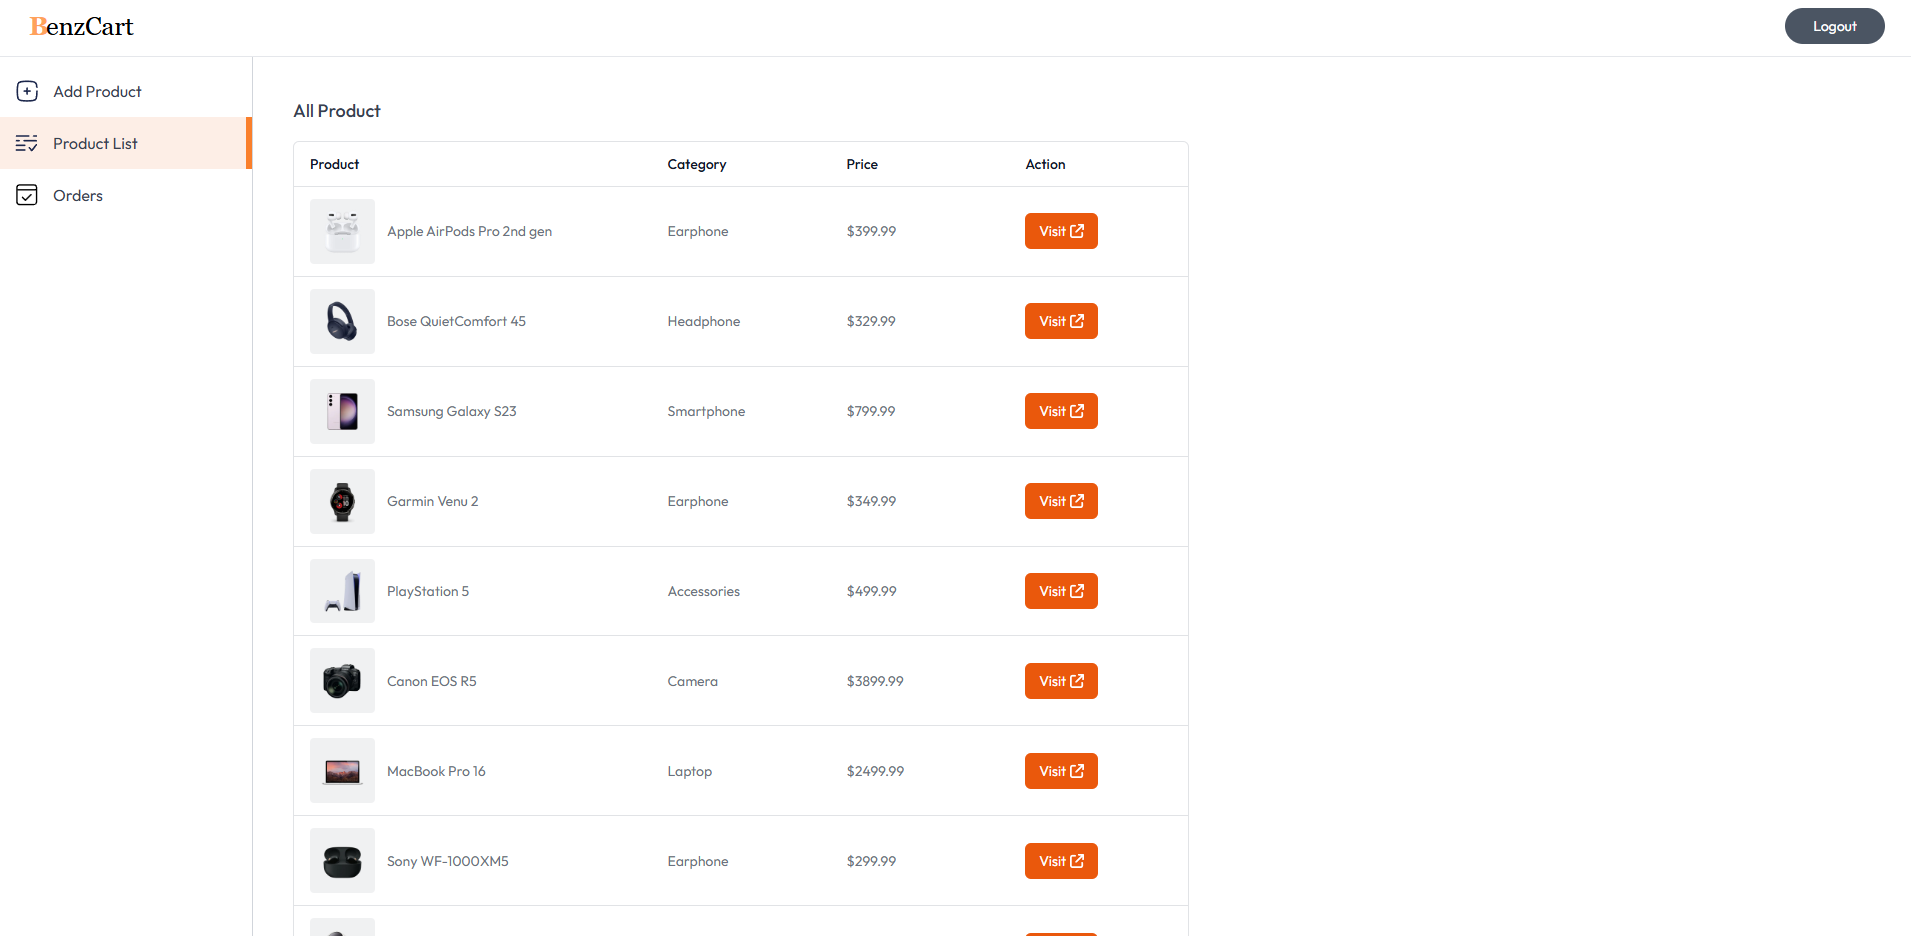 BenzCart
Logout
Add Product
Product List
Orders
All Product
Product Category Price Action
Apple AirPods Pro 2nd gen Earphone $399.99 Visit
Bose QuietComfort 45 Headphone $329.99 Visit
Samsung Galaxy S23 Smartphone $799.99 Visit
Garmin Venu 2 Earphone $349.99 Visit
PlayStation 5 Accessories $499.99 Visit
Canon EOS R5 Camera $3899.99 Visit
MacBook Pro 16 Laptop $2499.99 Visit
Sony WF-1000XM5 Earphone $299.99 Visit